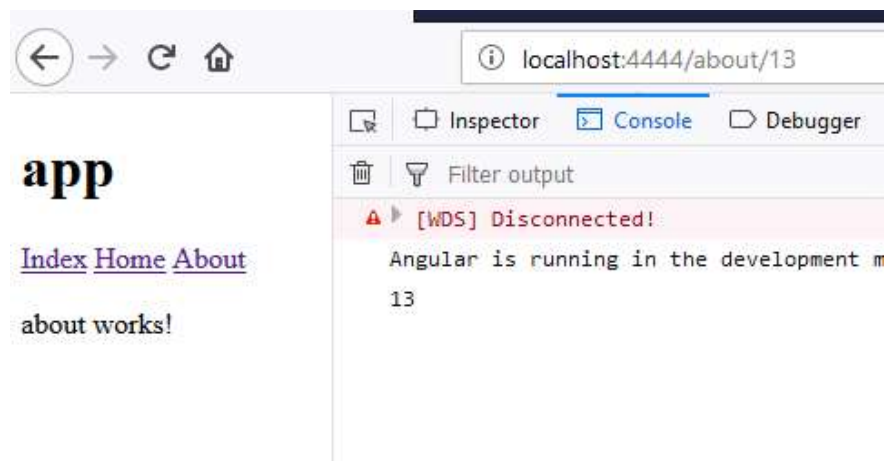 localhost:4444/about/13
Inspector Console Debugger
app
Filter output
[WDS] Disconnected!
Index Home About
Angular is running in the development m
13
about works!